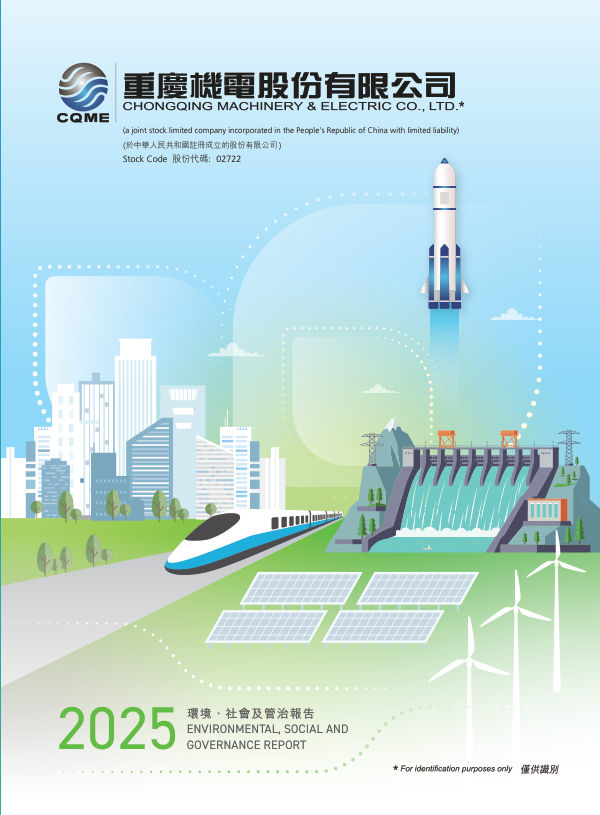 CQME
重慶機電股份有限公司
CHONGQING MACHINERY & ELECTRIC CO., LTD.*
(a joint stock limited company incorporated in the People's Republic of China with limited liability)
(於中華人民共和國註冊成立的股份有限公司)
Stock Code 股份代碼: 02722
2025
環境、社會及管治報告
ENVIRONMENTAL, SOCIAL AND
GOVERNANCE REPORT
* For identification purposes only 僅供識別